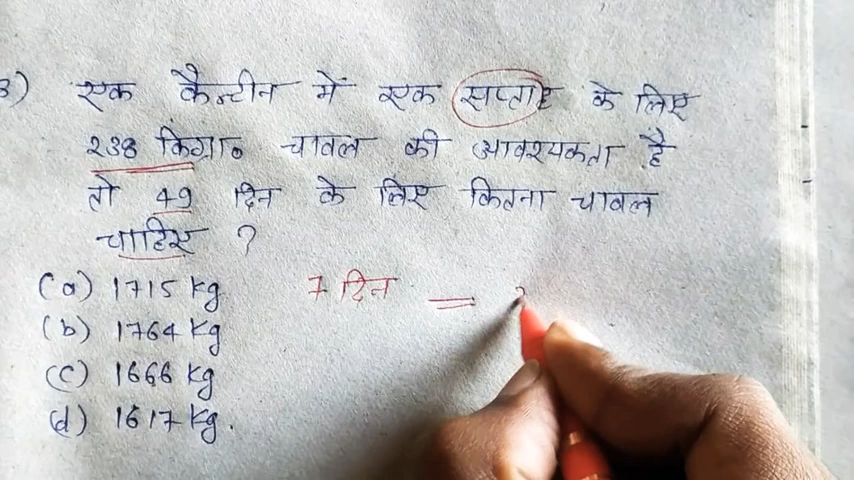 3) एक कैन्टीन में एक सप्ताह के लिए
238 किग्रा० चावल की आवश्यकता है
तो 49 दिन के लिए कितना चावल
चाहिए ?
(a) 1715 kg
7 दिन =
(b) 1764 kg
(c) 1666 kg
(d) 1617 kg.